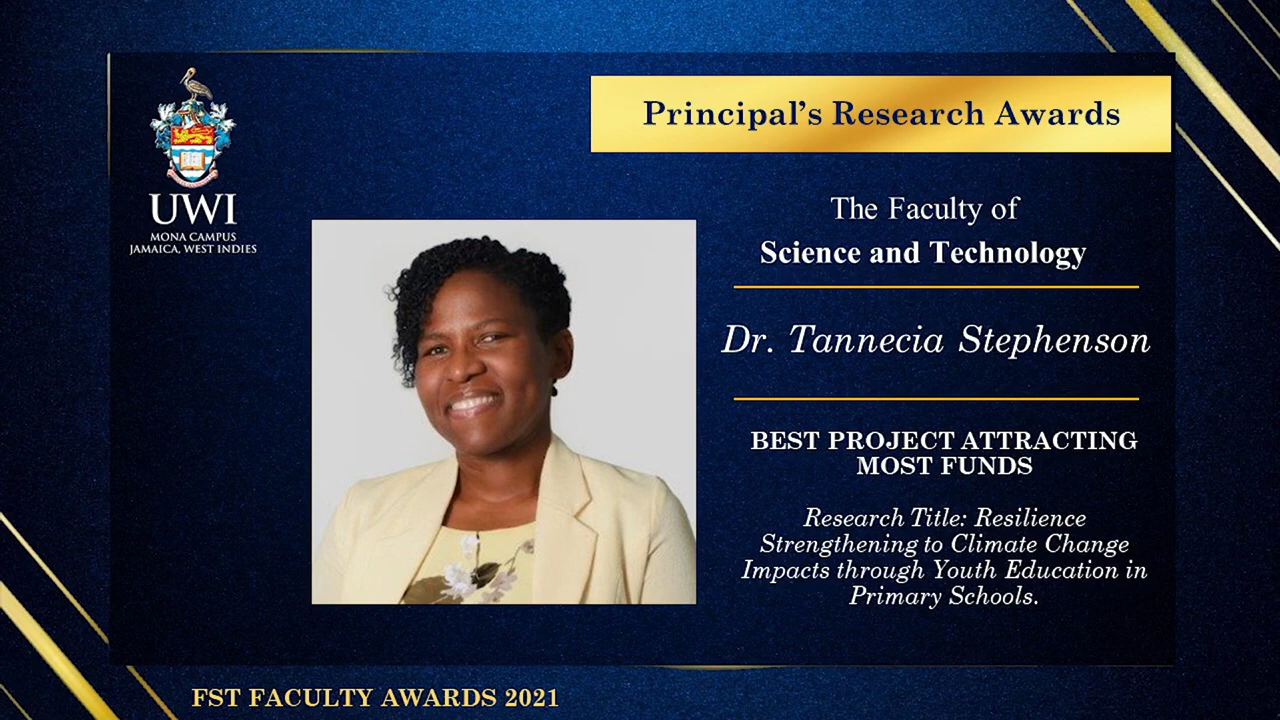 UWI
MONA CAMPUS
JAMAICA, WEST INDIES
Principal's Research Awards
The Faculty of
Science and Technology
Dr. Tannecia Stephenson
BEST PROJECT ATTRACTING
MOST FUNDS
Research Title: Resilience
Strengthening to Climate Change
Impacts through Youth Education in
Primary Schools.
FST FACULTY AWARDS 2021